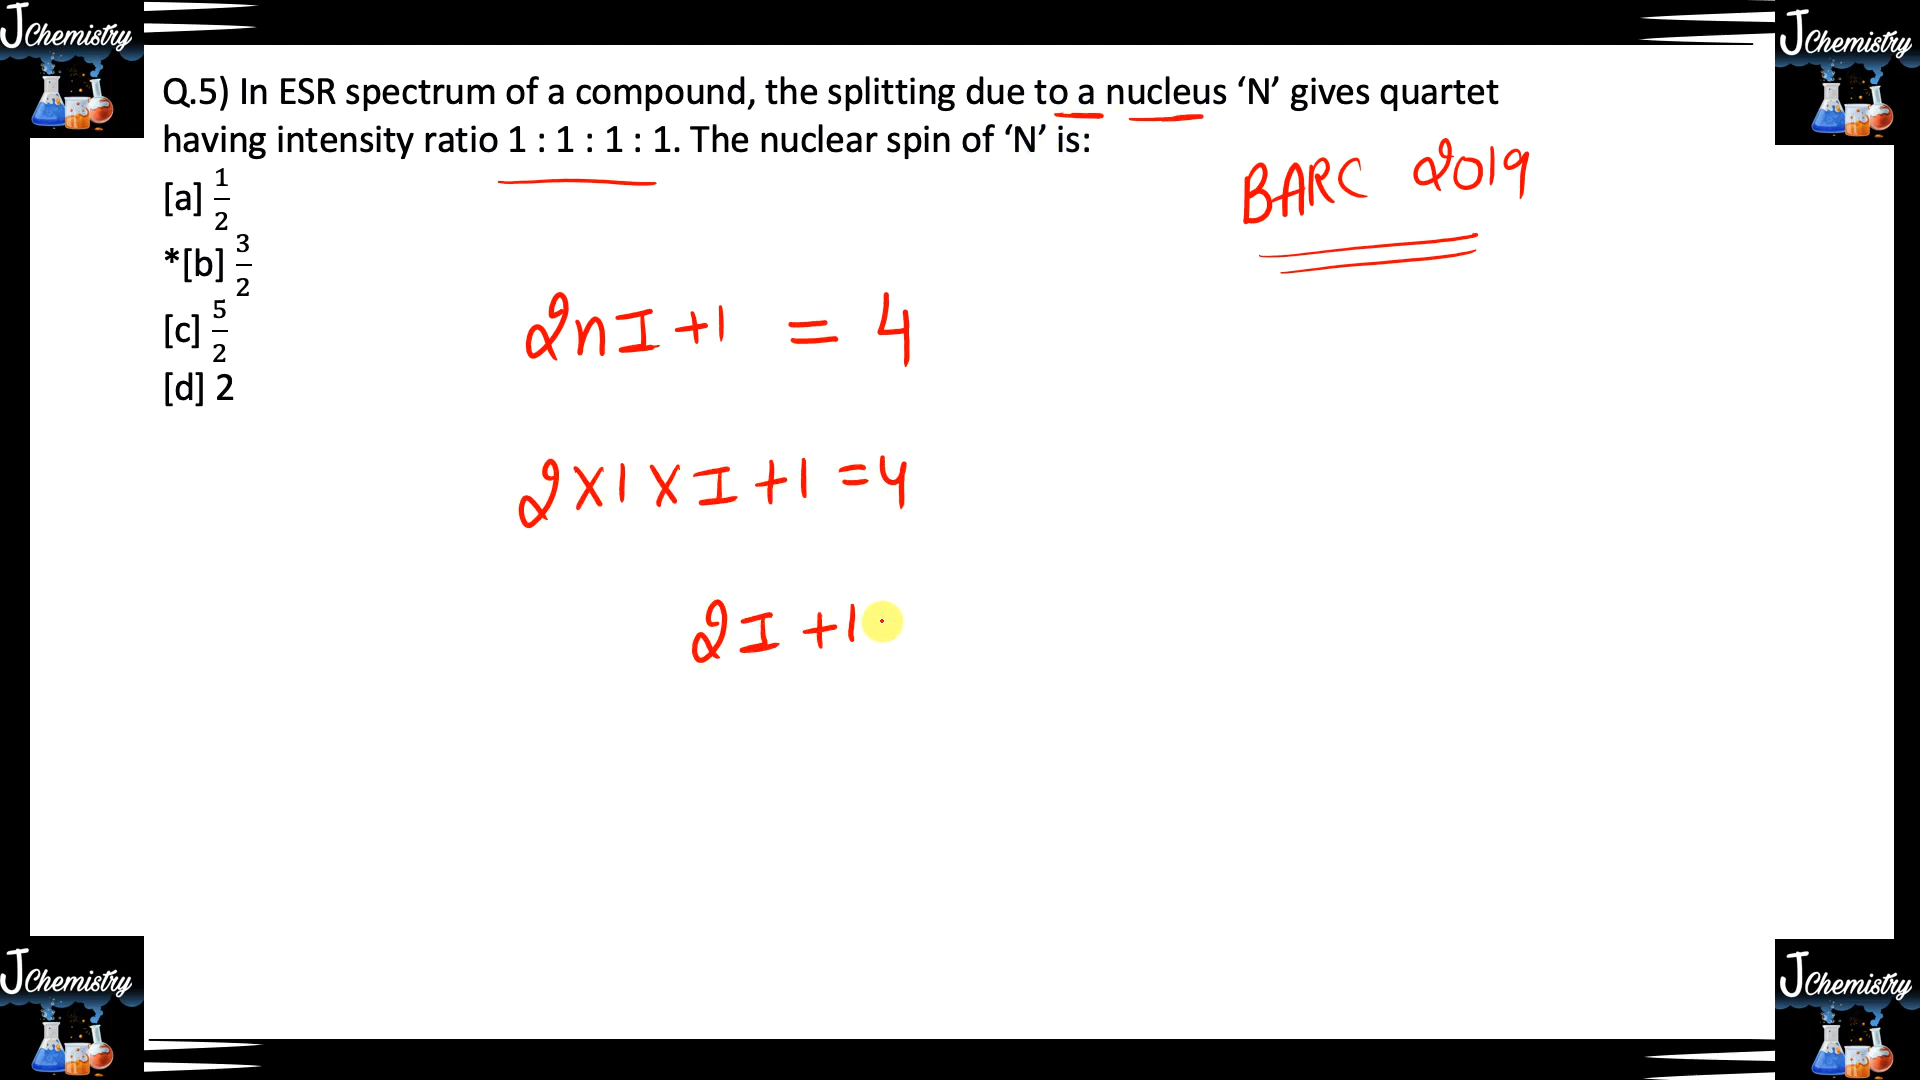 JChemistry
JChemistry
Q.5) In ESR spectrum of a compound, the splitting due to a nucleus ‘N’ gives quartet
having intensity ratio 1 : 1 : 1 : 1. The nuclear spin of ‘N’ is:
BARC 2019
[a] 1/2
*[b] 3/2
[c] 5/2
[d] 2
2nI + 1 = 4
2 × 1 × I + 1 = 4
2I + 1
JChemistry
JChemistry